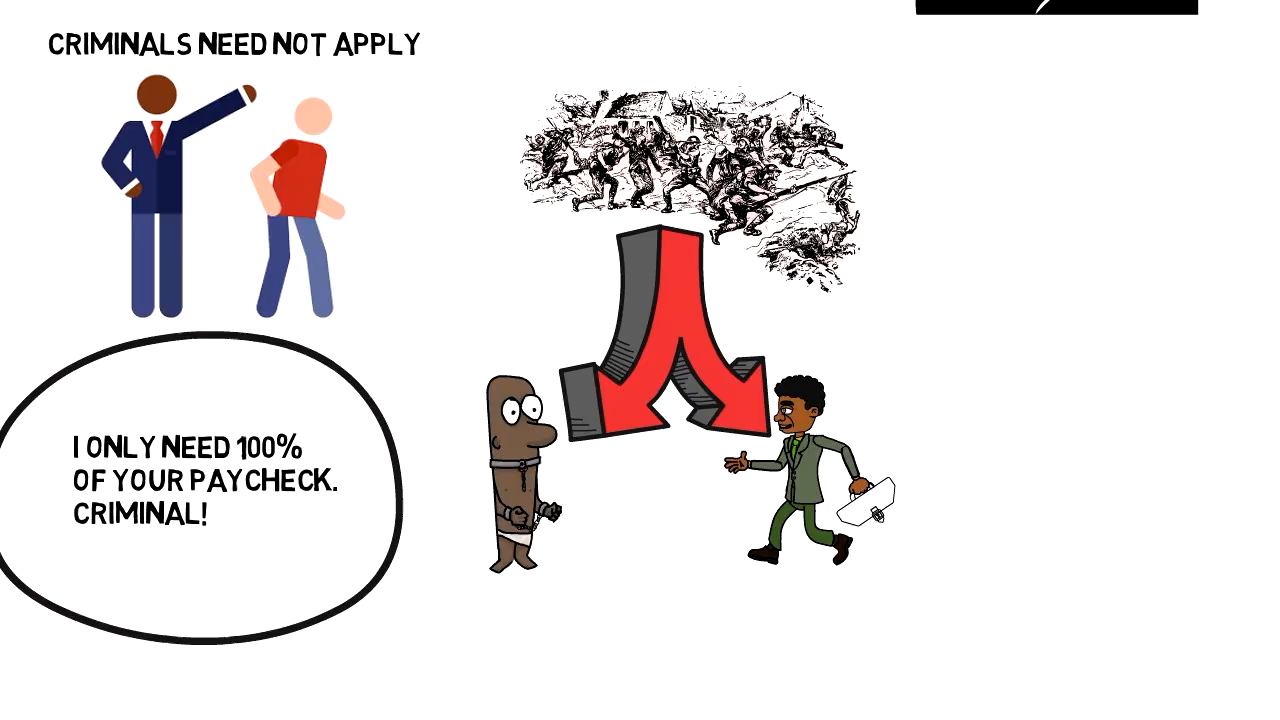 CRIMINALS NEED NOT APPLY
I ONLY NEED 100%
OF YOUR PAYCHECK.
CRIMINAL!